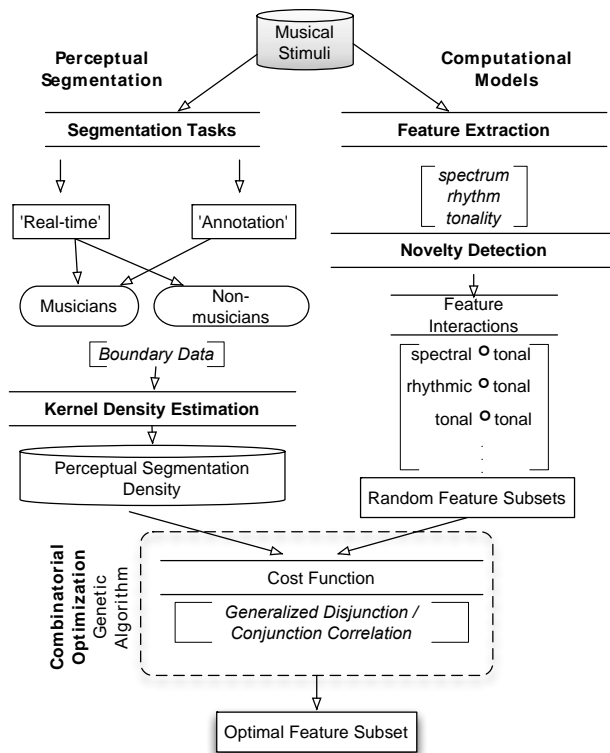 Musical
Stimuli
Perceptual
Segmentation
Computational
Models
Segmentation Tasks
Feature Extraction
spectrum
rhythm
tonality
'Real-time'
'Annotation'
Novelty Detection
Musicians
Non-
musicians
Feature
Interactions
Boundary Data
spectral o tonal
rhythmic o tonal
tonal o tonal
.
.
.
Kernel Density Estimation
Perceptual Segmentation
Density
Random Feature Subsets
Combinatorial
Optimization
Genetic
Algorithm
Cost Function
Generalized Disjunction /
Conjunction Correlation
Optimal Feature Subset